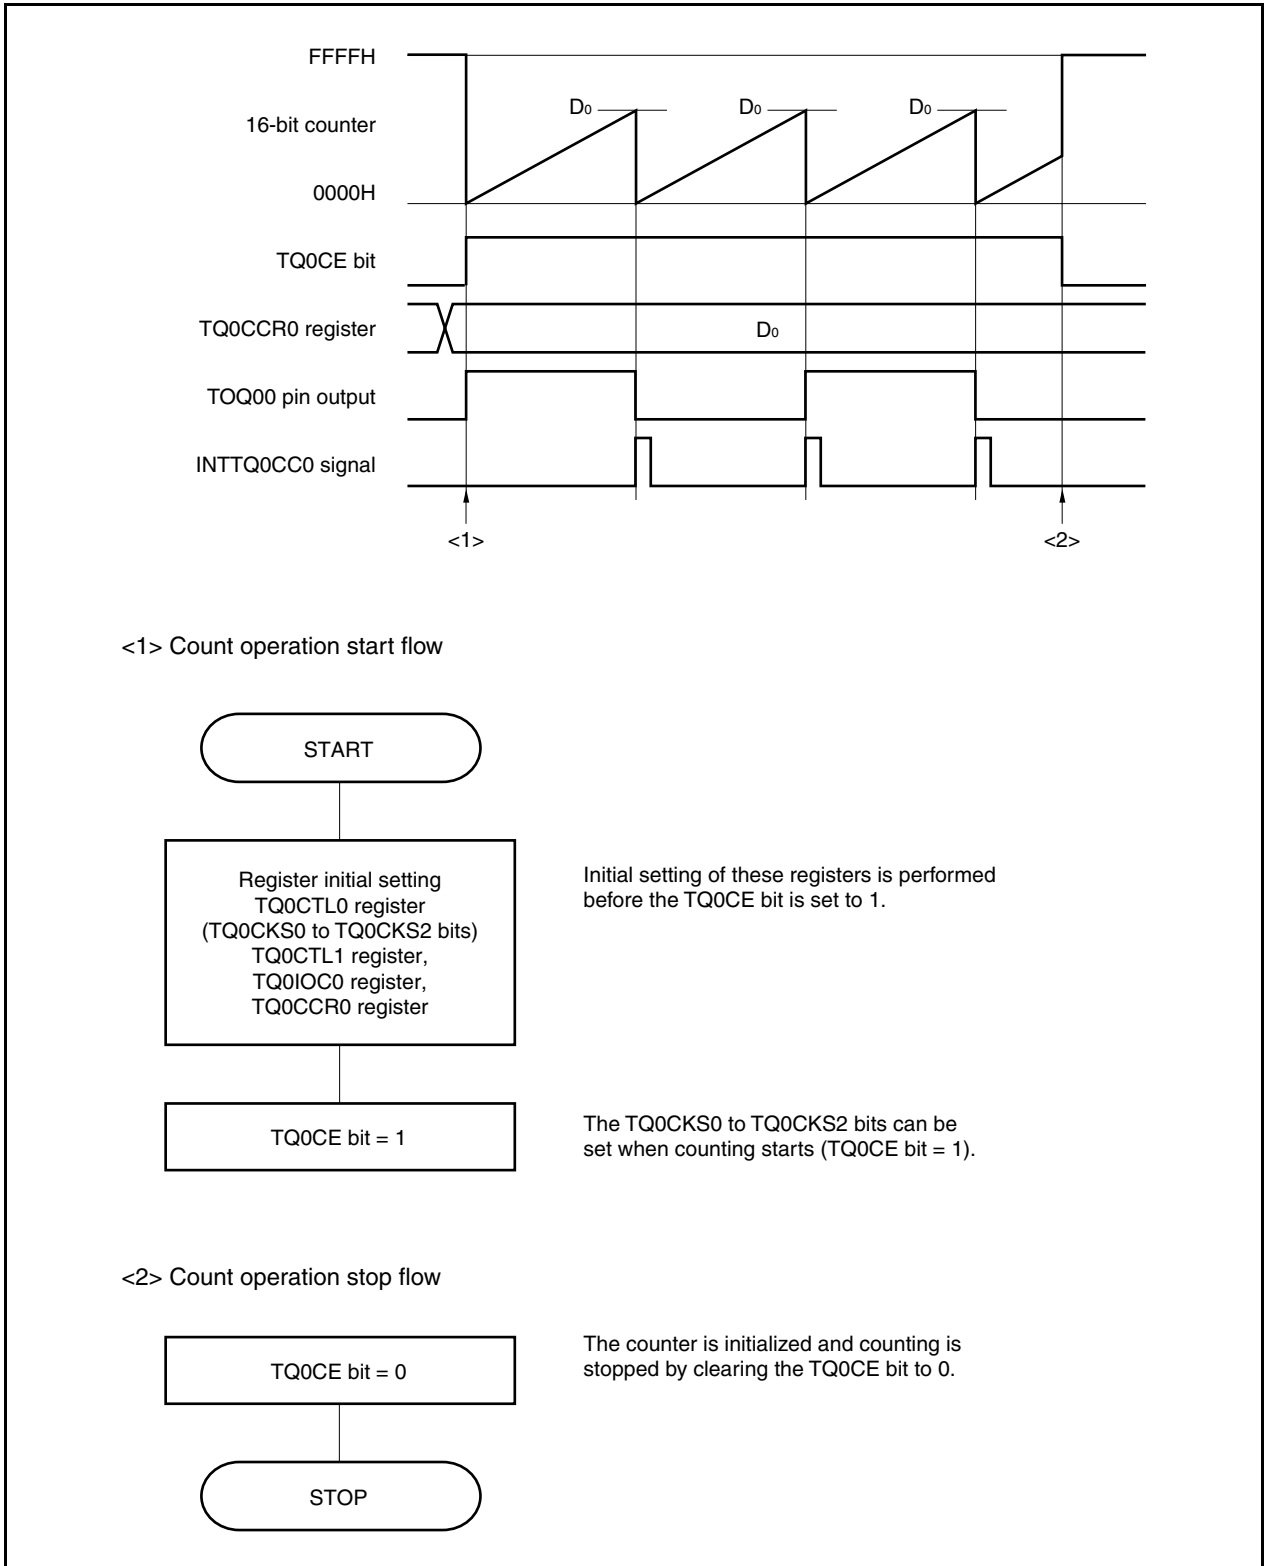 FFFFH
D0 D0 D0
16-bit counter
0000H
TQ0CE bit
TQ0CCR0 register
D0
TOQ00 pin output
INTTQ0CC0 signal
<1> <2>
<1> Count operation start flow
START
Register initial setting
TQ0CTL0 register
(TQ0CKS0 to TQ0CKS2 bits)
TQ0CTL1 register,
TQ0IOC0 register,
TQ0CCR0 register
Initial setting of these registers is performed
before the TQ0CE bit is set to 1.
TQ0CE bit = 1
The TQ0CKS0 to TQ0CKS2 bits can be
set when counting starts (TQ0CE bit = 1).
<2> Count operation stop flow
TQ0CE bit = 0
The counter is initialized and counting is
stopped by clearing the TQ0CE bit to 0.
STOP